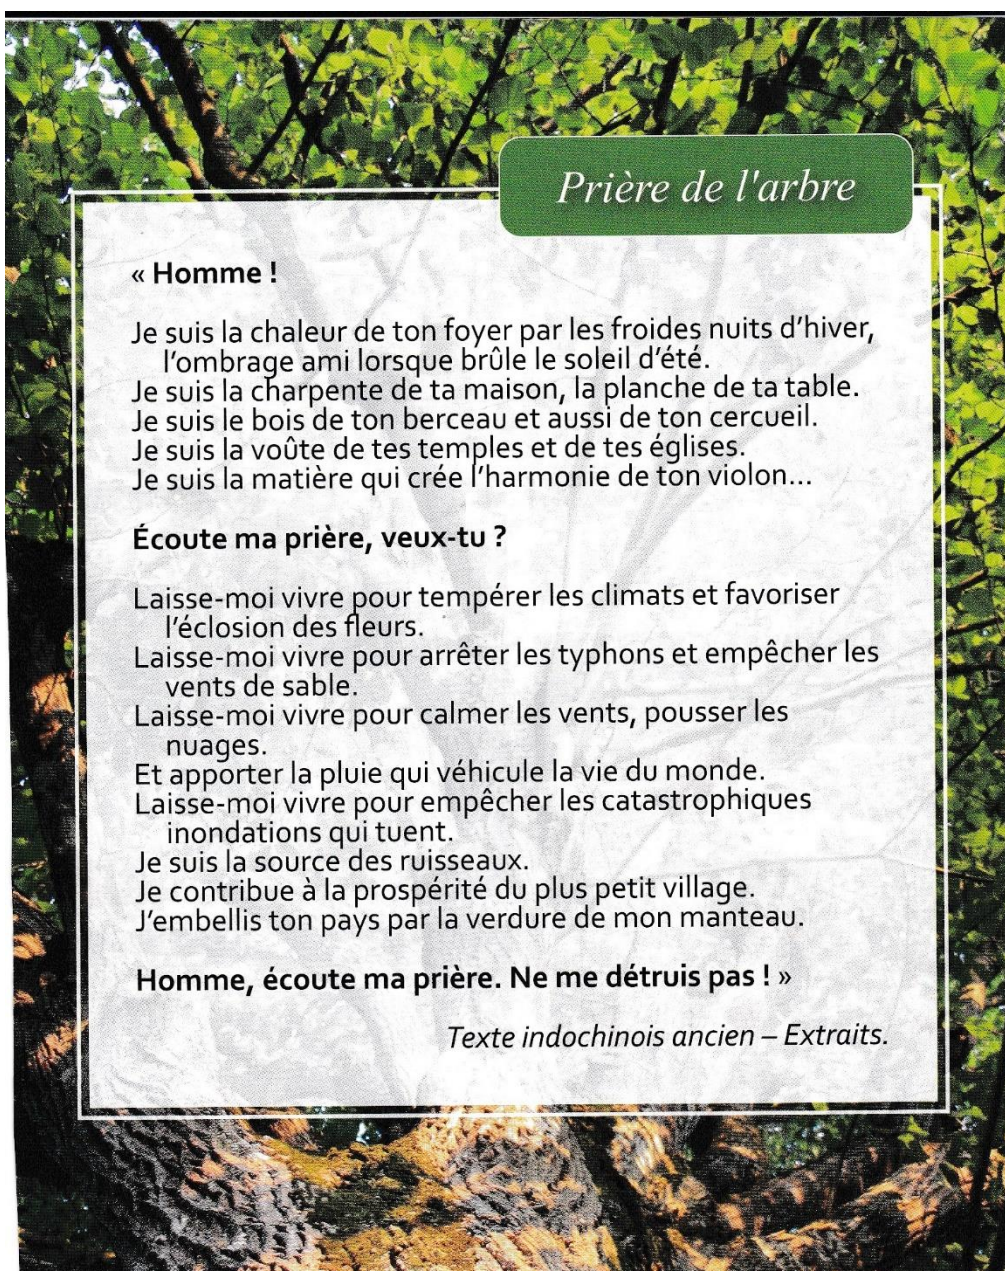 Prière de l'arbre
« Homme !
Je suis la chaleur de ton foyer par les froides nuits d’hiver,
l’ombrage ami lorsque brûle le soleil d’été.
Je suis la charpente de ta maison, la planche de ta table.
Je suis le bois de ton berceau et aussi de ton cercueil.
Je suis la voûte de tes temples et de tes églises.
Je suis la matière qui crée l’harmonie de ton violon...
Écoute ma prière, veux-tu ?
Laisse-moi vivre pour tempérer les climats et favoriser
l’éclosion des fleurs.
Laisse-moi vivre pour arrêter les typhons et empêcher les
vents de sable.
Laisse-moi vivre pour calmer les vents, pousser les
nuages.
Et apporter la pluie qui véhicule la vie du monde.
Laisse-moi vivre pour empêcher les catastrophiques
inondations qui tuent.
Je suis la source des ruisseaux.
Je contribue à la prospérité du plus petit village.
J’embellis ton pays par la verdure de mon manteau.
Homme, écoute ma prière. Ne me détruis pas ! »
Texte indochinois ancien – Extraits.